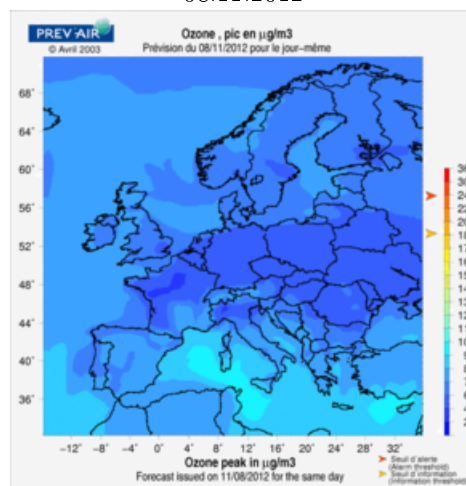 08/11/2012
PREV'AIR
© Avril 2003
Ozone , pic en µg/m3
Prévision du 08/11/2012 pour le jour-même
68°
64°
60°
56°
52°
48°
44°
40°
36°
-12° -8° -4° 0° 4° 8° 12° 16° 20° 24° 28° 32°
Ozone peak in µg/m3
Forecast issued on 11/08/2012 for the same day
Seuil d'alerte
(Alarm threshold)
Seuil d'information
(Information threshold)